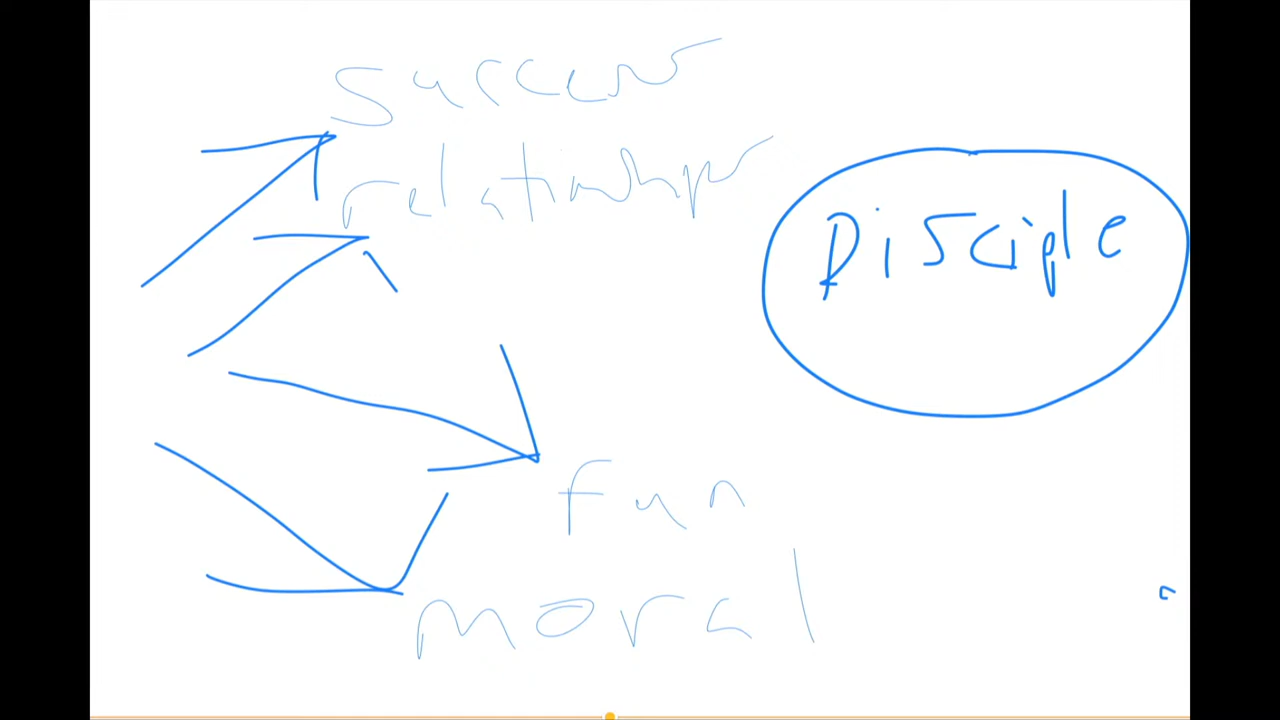 success
relationships
Disciple
fun
moral